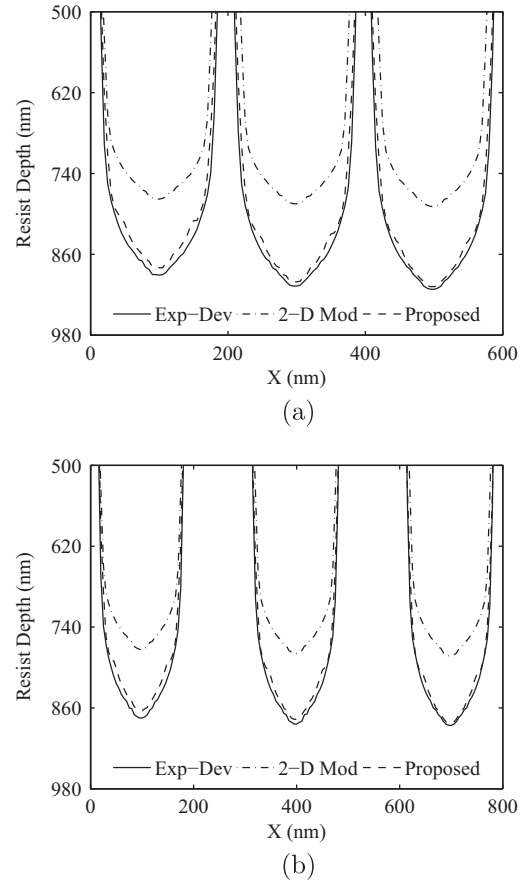 500
620
740
860
980
Resist Depth (nm)
Exp−Dev 2−D Mod Proposed
0 200 400 600
X (nm)
(a)
500
620
740
860
980
Resist Depth (nm)
Exp−Dev 2−D Mod Proposed
0 200 400 600 800
X (nm)
(b)